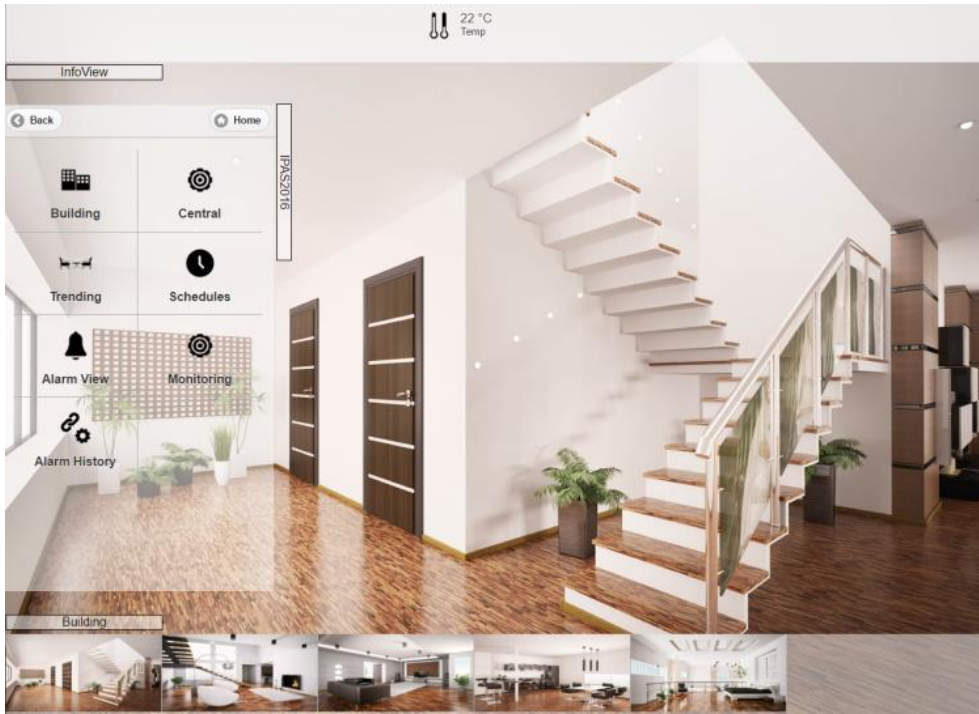 22 °C
Temp
InfoView
Back
Home
IPAS2016
Building
Central
Trending
Schedules
Alarm View
Monitoring
Alarm History
Building